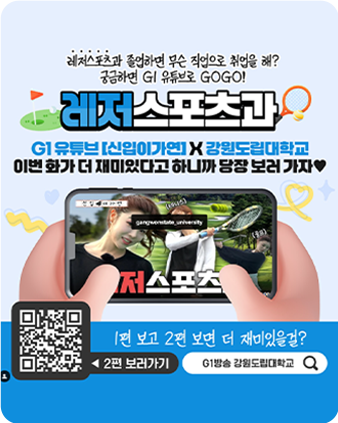 레저스포츠과 졸업하면 무슨 직업으로 취업을 해?
궁금하면 G1 유튜브로 GOGO!
레저스포츠과
G1 유튜브 [신입이가연] X 강원도립대학교
이번 화가 더 재미있다고 하니까 당장 보러 가자♥
gangwonstate_university
레저스포츠
1편 보고 2편 보면 더 재미있을걸?
◀ 2편 보러가기
G1방송 강원도립대학교